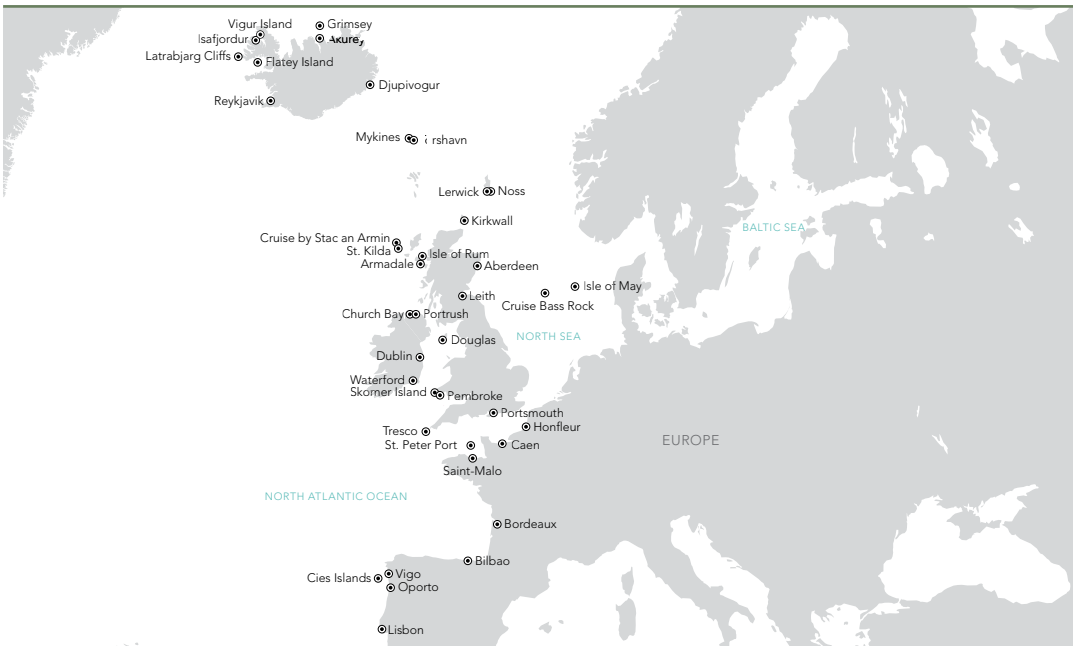 Vigur Island
Grimsey
Isafjordur
Latrabjarg Cliffs
Flatey Island
Djupivogur
Reykjavik
Mykines
Lerwick
Noss
Kirkwall
BALTIC SEA
Cruise by Stac an Armin
St. Kilda
Isle of Rum
Armadale
Aberdeen
Isle of May
Leith
Cruise Bass Rock
Church Bay
Portrush
NORTH SEA
Douglas
Dublin
Waterford
Skomer Island
Pembroke
Portsmouth
Honfleur
Tresco
EUROPE
St. Peter Port
Caen
Saint-Malo
NORTH ATLANTIC OCEAN
Bordeaux
Bilbao
Cies Islands
Vigo
Oporto
Lisbon